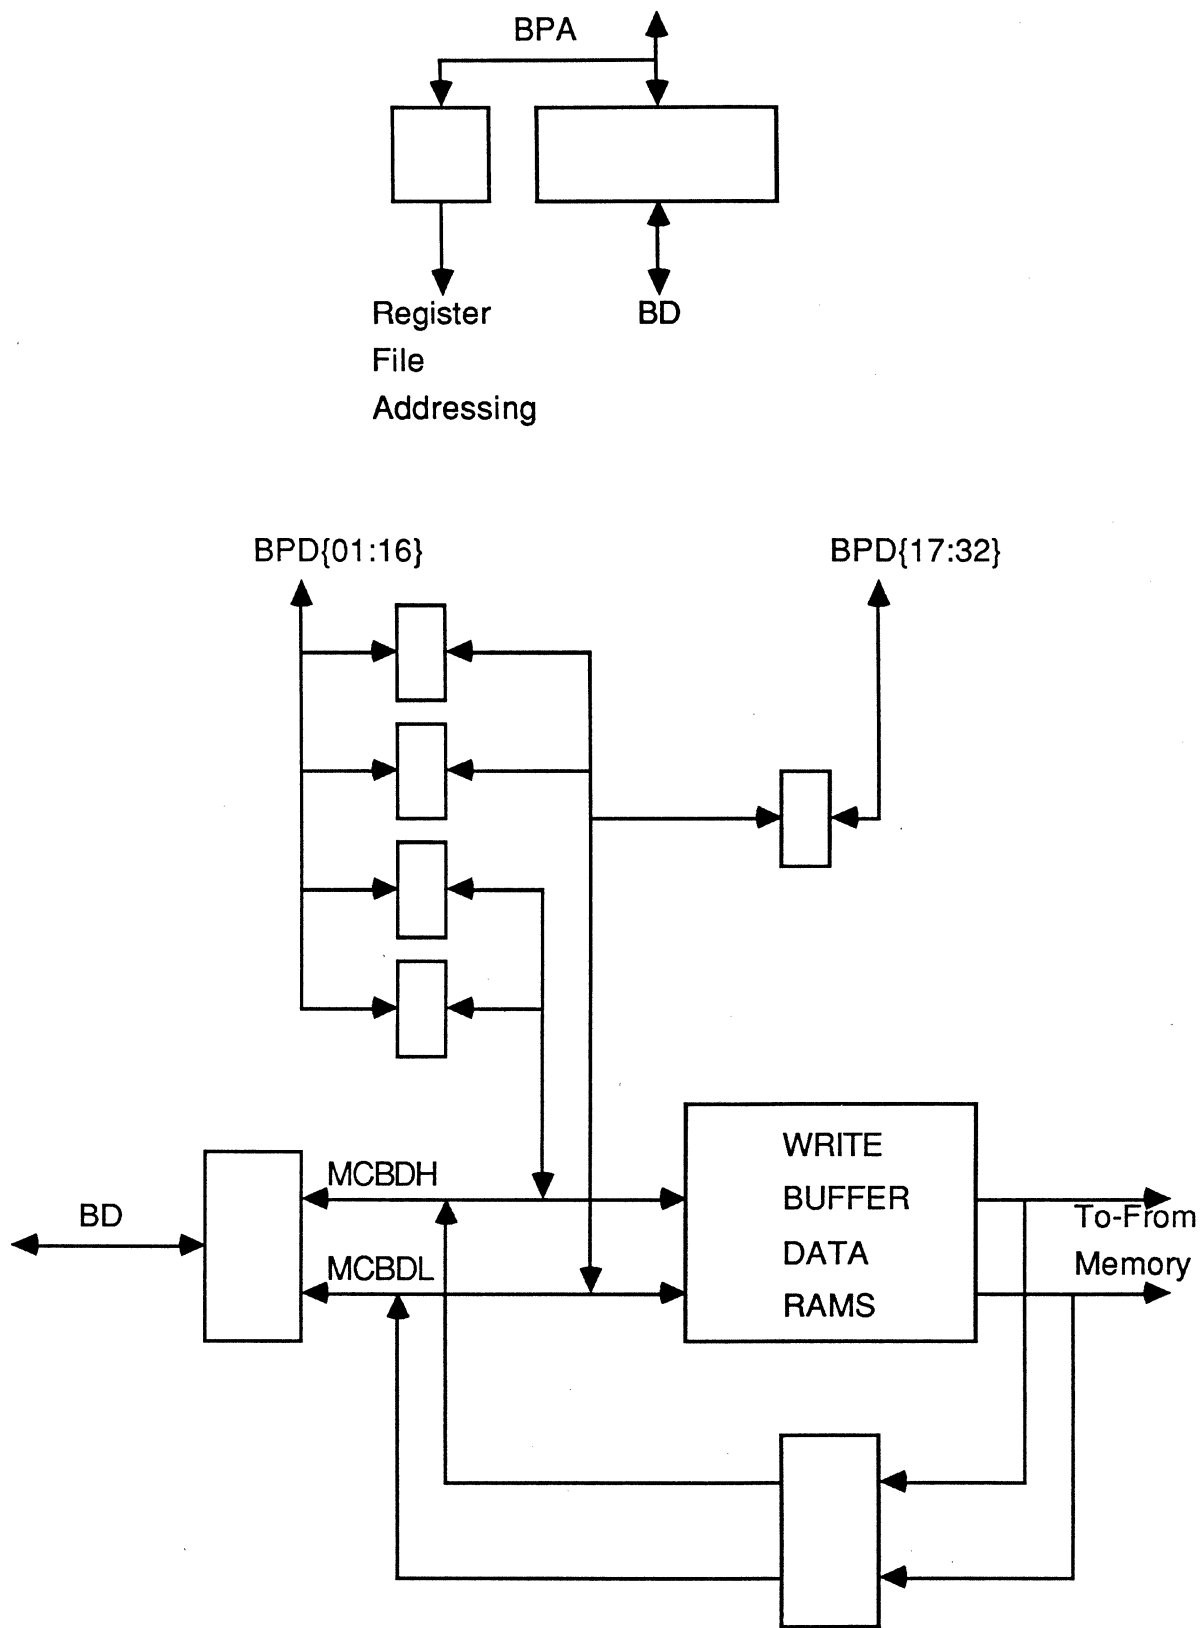 BPA
Register
File
Addressing
BD
BPD{01:16}
BPD{17:32}
WRITE
BUFFER
DATA
RAMS
MCBDH
BD
MCBDL
To-From
Memory